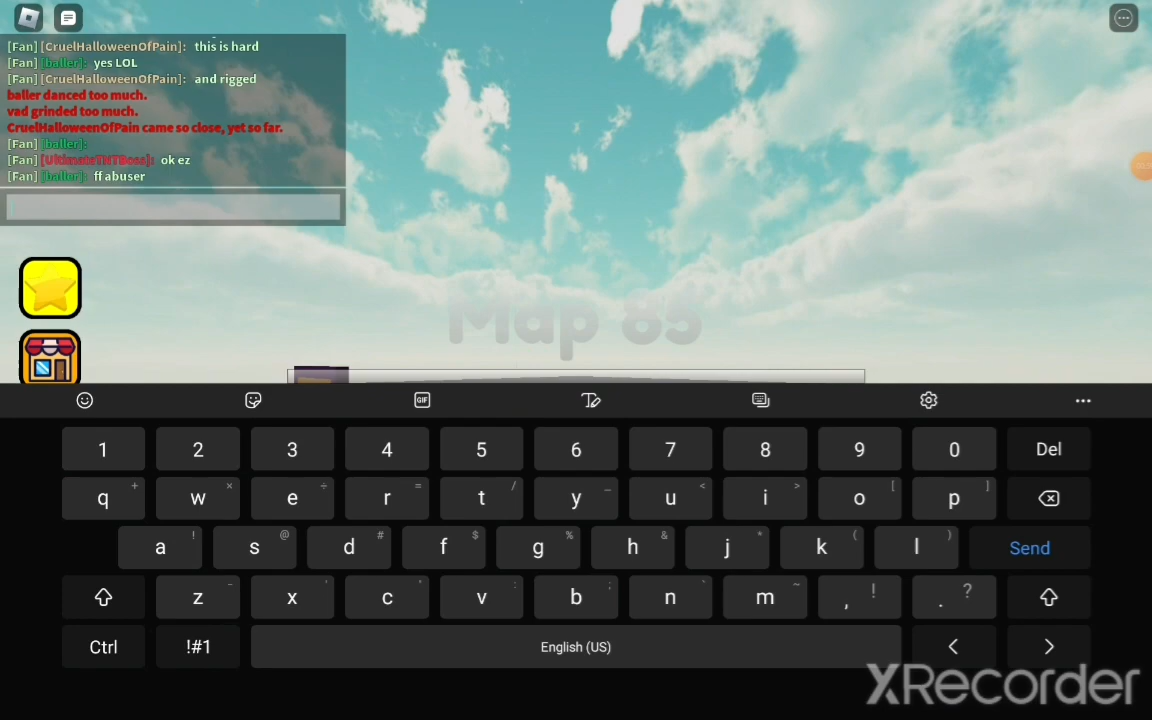 [Fan] [CruelHalloweenOfPain]: this is hard
[Fan] [baller]: yes LOL
[Fan] [CruelHalloweenOfPain]: and rigged
baller danced too much.
vad grinded too much.
CruelHalloweenOfPain came so close, yet so far.
[Fan] [baller]:
[Fan] [UltimateTNTBoss]: ok ez
[Fan] [baller]: ff abuser
Map 85
GIF
1 2 3 4 5 6 7 8 9 0 Del
q + w × e ÷ r = t / y _ u < i > o [ p ]
a ! s @ d # f $ g % h & j * k ( l ) Send
z - x ' c " v : b ; n ` m ~ , ! . ?
Ctrl !#1 English (US) < >
XRecorder